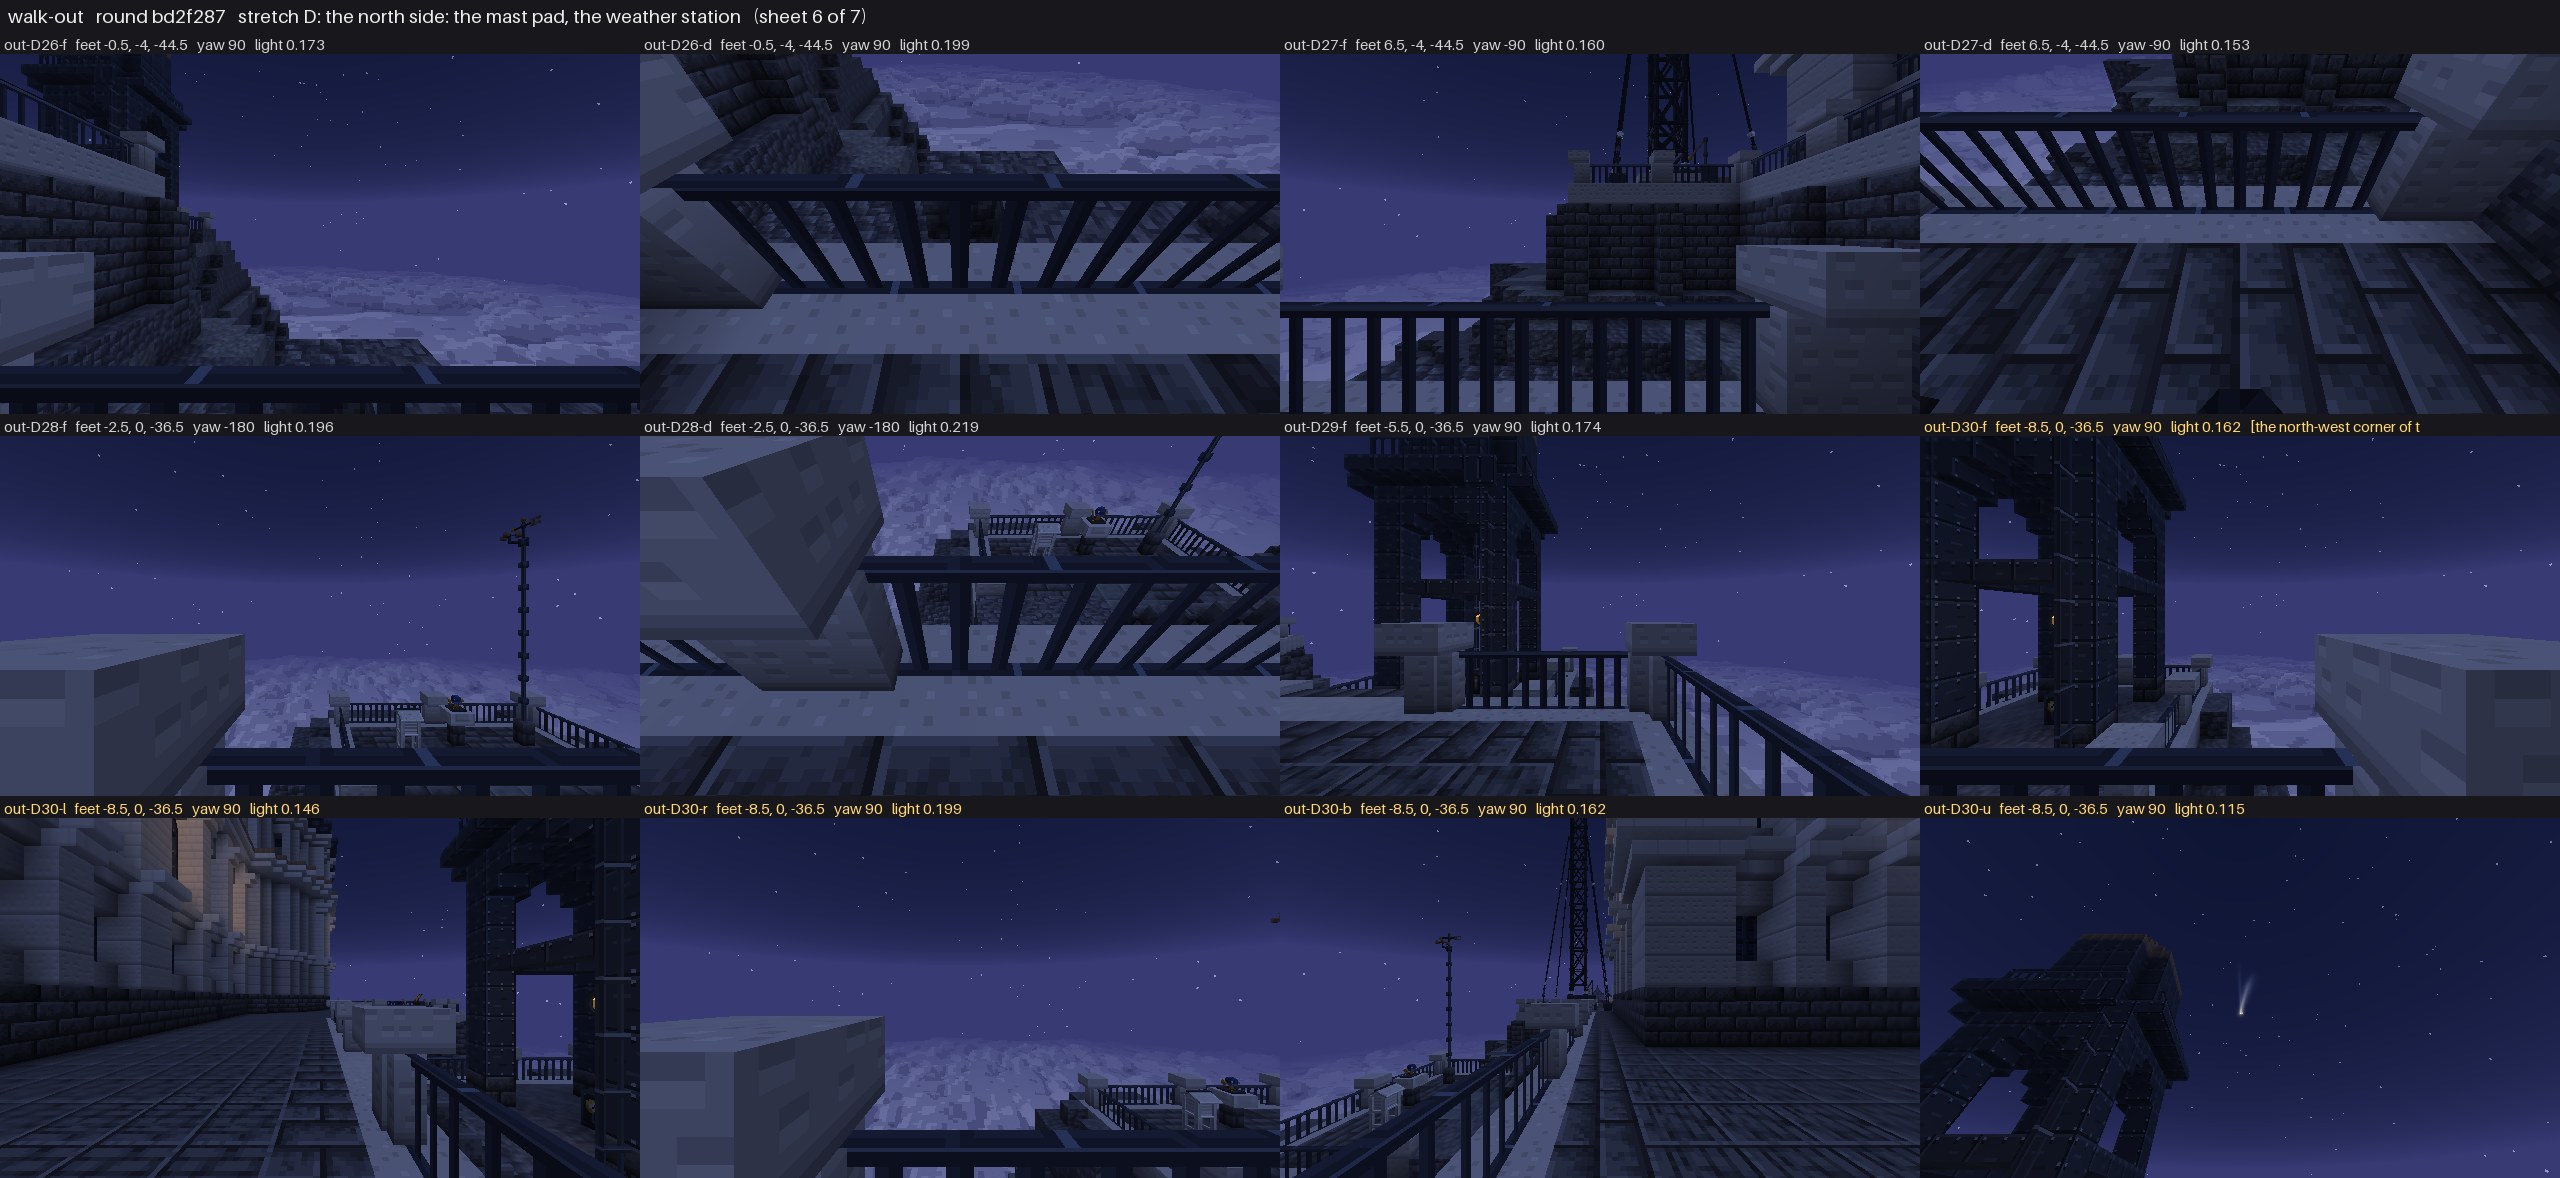 walk-out round bd2f287 stretch D: the north side: the mast pad, the weather station (sheet 6 of 7)
out-D26-f feet -0.5, -4, -44.5 yaw 90 light 0.173
out-D26-d feet -0.5, -4, -44.5 yaw 90 light 0.199
out-D27-f feet 6.5, -4, -44.5 yaw -90 light 0.160
out-D27-d feet 6.5, -4, -44.5 yaw -90 light 0.153
out-D28-f feet -2.5, 0, -36.5 yaw -180 light 0.196
out-D28-d feet -2.5, 0, -36.5 yaw -180 light 0.219
out-D29-f feet -5.5, 0, -36.5 yaw 90 light 0.174
out-D30-f feet -8.5, 0, -36.5 yaw 90 light 0.162 [the north-west corner of t
out-D30-l feet -8.5, 0, -36.5 yaw 90 light 0.146
out-D30-r feet -8.5, 0, -36.5 yaw 90 light 0.199
out-D30-b feet -8.5, 0, -36.5 yaw 90 light 0.162
out-D30-u feet -8.5, 0, -36.5 yaw 90 light 0.115